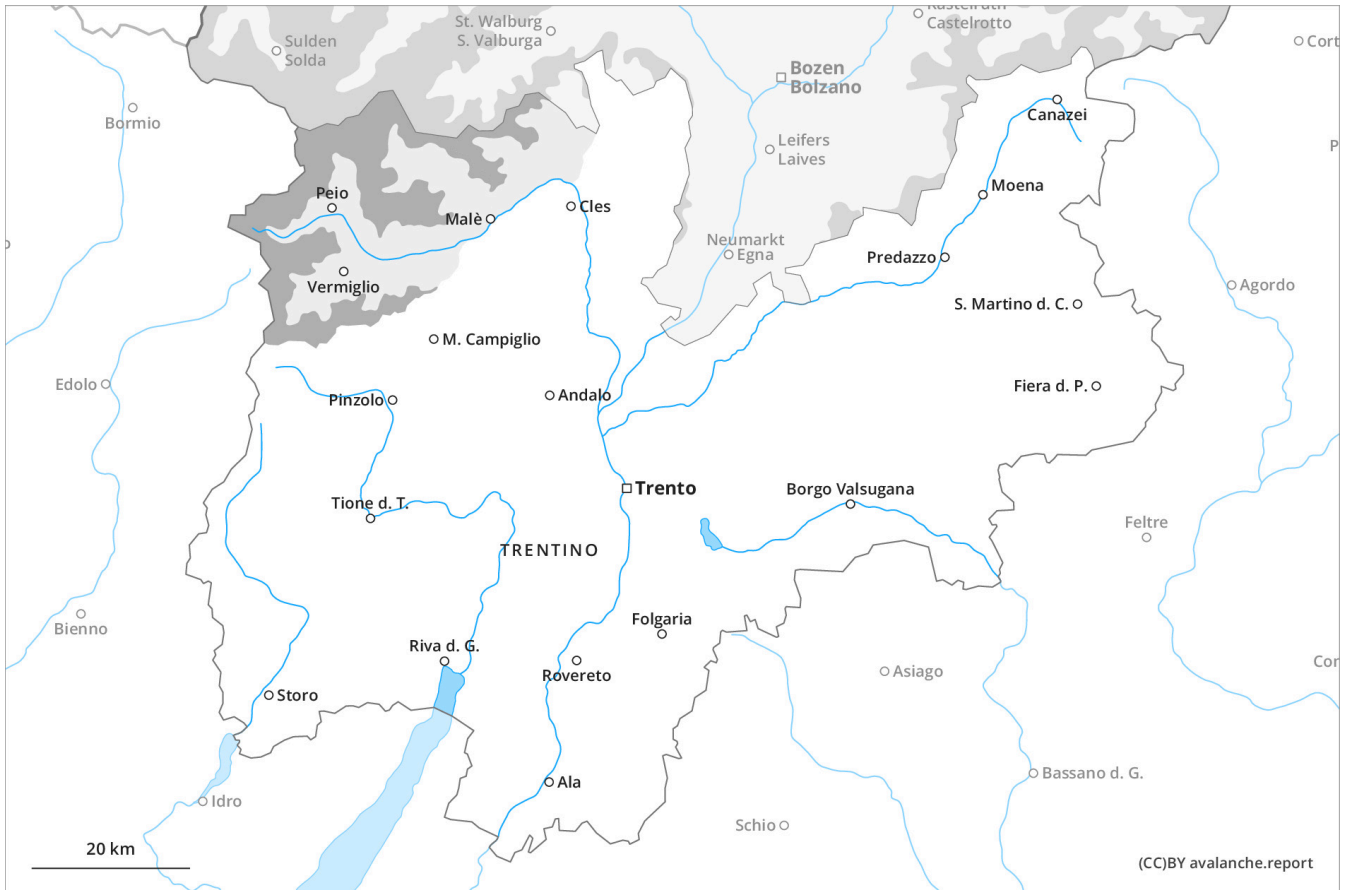 St. Walburg
S. Valburga
Castelrotto
Sulden
Solda
Cort
Bozen
Bolzano
Bormio
Canazei
Leifers
Laives
P
Moena
Peio
Malè
Cles
Neumarkt
Egna
Predazzo
Vermiglio
Agordo
S. Martino d. C.
M. Campiglio
Edolo
Fiera d. P.
Andalo
Pinzolo
Trento
Borgo Valsugana
Tione d. T.
Feltre
TRENTINO
Folgaria
Bienno
Riva d. G.
Cor
Rovereto
Asiago
Storo
Bassano d. G.
Ala
Idro
Schio
20 km
(CC)BY avalanche.report